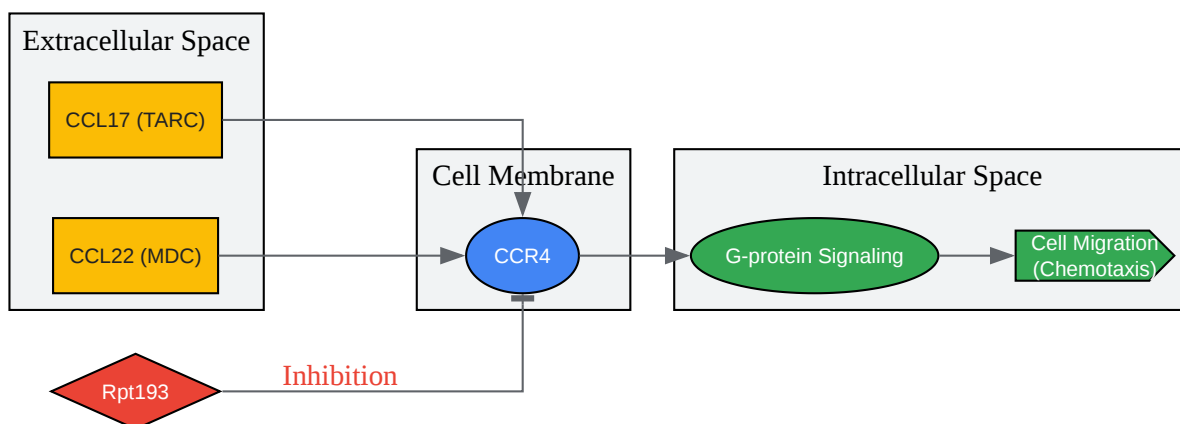 Extracellular Space
CCL17 (TARC)
CCL22 (MDC)
Cell Membrane
CCR4
Intracellular Space
G-protein Signaling
Cell Migration
(Chemotaxis)
Rpt193
Inhibition